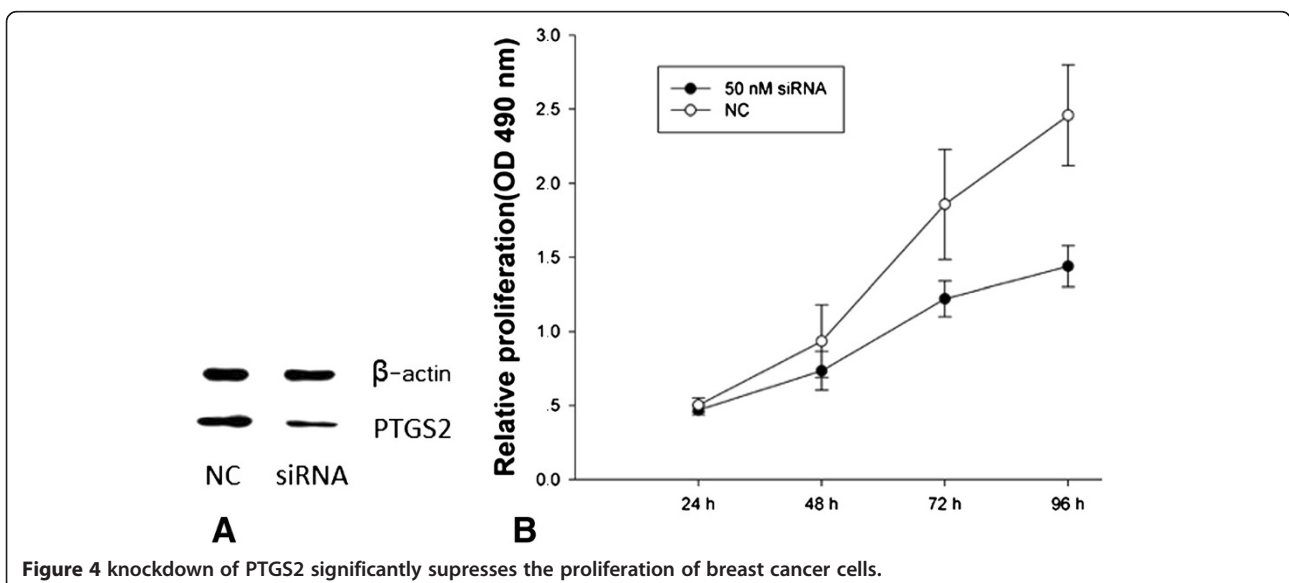 β-actin
PTGS2
NC siRNA
A
Relative proliferation(OD 490 nm)
3.0
2.5
2.0
1.5
1.0
.5
0.0
50 nM siRNA
NC
24 h 48 h 72 h 96 h
B
Figure 4 knockdown of PTGS2 significantly supresses the proliferation of breast cancer cells.